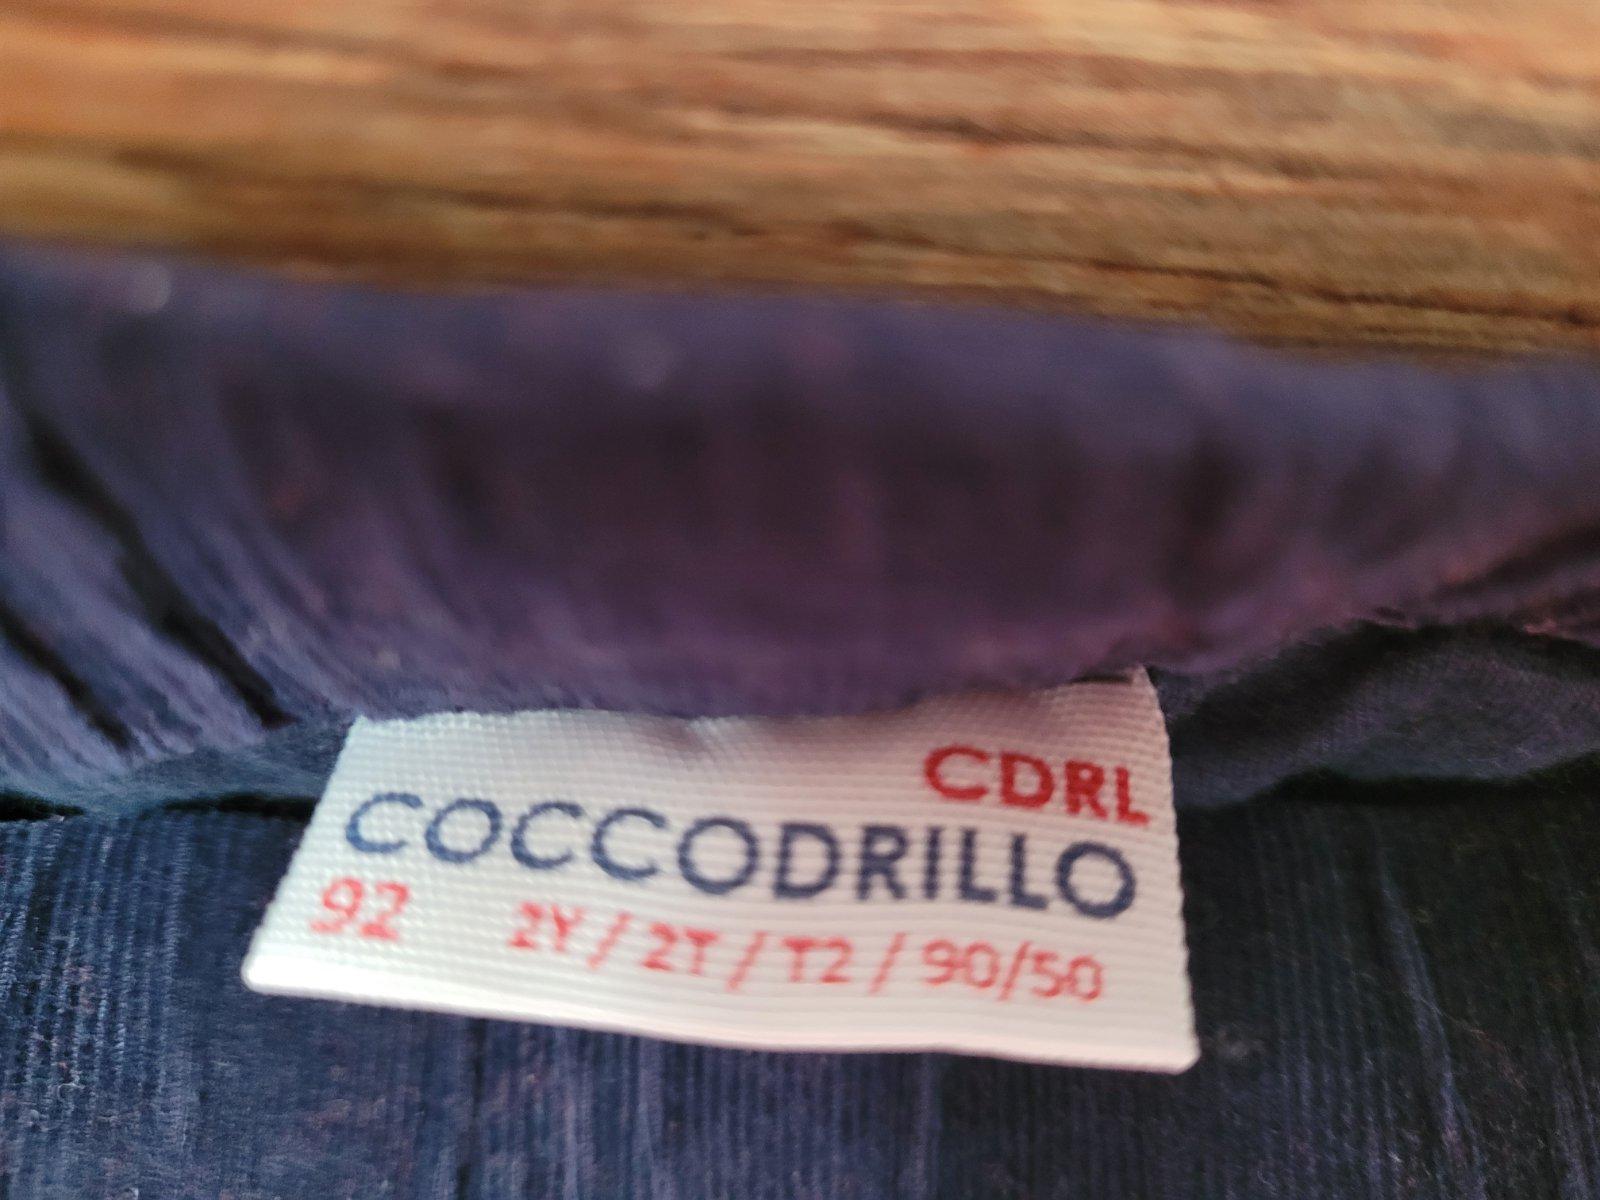 CDRL
COCCODRILLO
92 2Y / 2T / T2 / 90/50